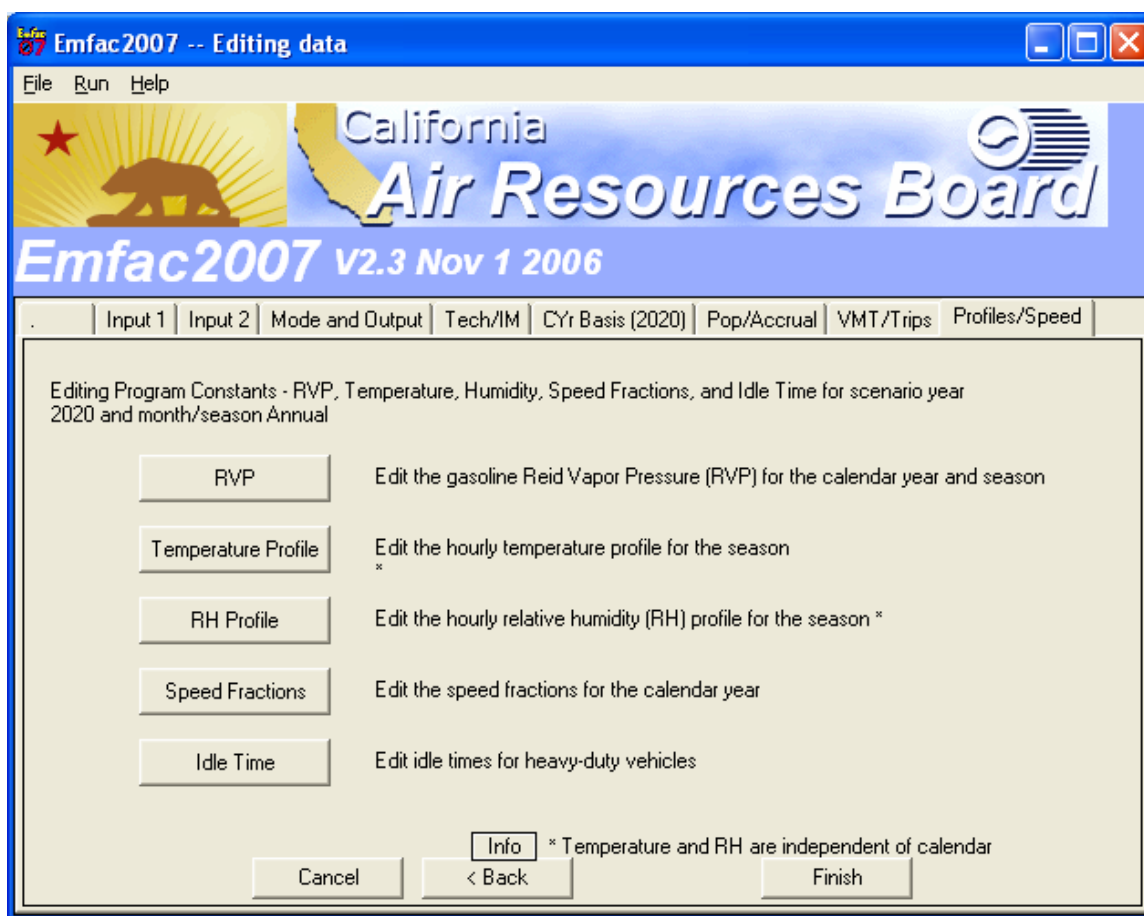 Emfac2007 -- Editing data
File Run Help
California
Air Resources Board
Emfac2007 V2.3 Nov 1 2006
. Input 1 Input 2 Mode and Output Tech/IM CYr Basis (2020) Pop/Accrual VMT/Trips Profiles/Speed
Editing Program Constants - RVP, Temperature, Humidity, Speed Fractions, and Idle Time for scenario year
2020 and month/season Annual
RVP Edit the gasoline Reid Vapor Pressure (RVP) for the calendar year and season
Temperature Profile Edit the hourly temperature profile for the season
*
RH Profile Edit the hourly relative humidity (RH) profile for the season *
Speed Fractions Edit the speed fractions for the calendar year
Idle Time Edit idle times for heavy-duty vehicles
Info * Temperature and RH are independent of calendar
Cancel < Back Finish